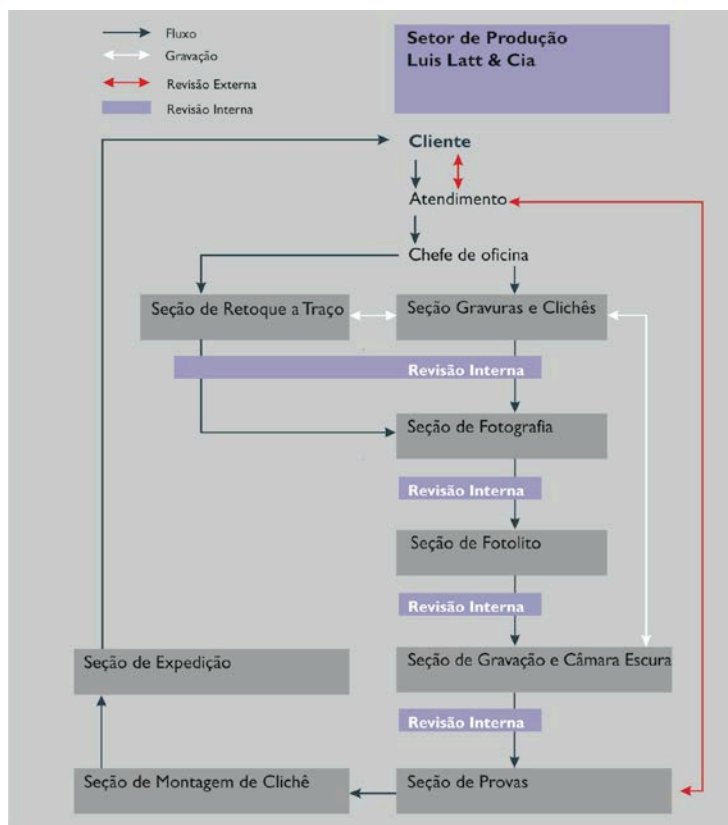 Fluxo
Gravação
Revisão Externa
Revisão Interna
Setor de Produção
Luis Latt & Cia
Cliente
Atendimento
Chefe de oficina
Seção de Retoque a Traço
Seção Gravuras e Clichês
Revisão Interna
Seção de Fotografia
Revisão Interna
Seção de Fotolito
Revisão Interna
Seção de Expedição
Seção de Gravação e Câmara Escura
Revisão Interna
Seção de Montagem de Clichê
Seção de Provas